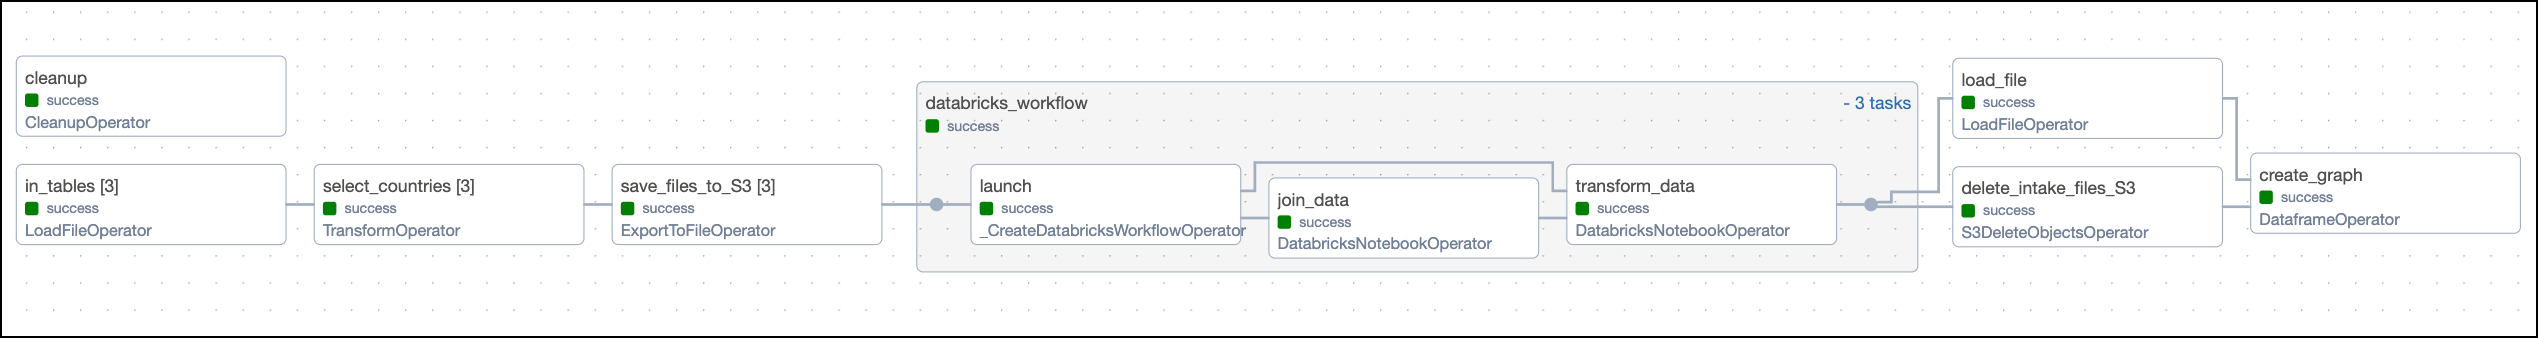 cleanup
success
CleanupOperator
in_tables [3]
success
LoadFileOperator
select_countries [3]
success
TransformOperator
save_files_to_S3 [3]
success
ExportToFileOperator
databricks_workflow
- 3 tasks
success
launch
success
_CreateDatabricksWorkflowOperator
join_data
success
DatabricksNotebookOperator
transform_data
success
DatabricksNotebookOperator
load_file
success
LoadFileOperator
delete_intake_files_S3
success
S3DeleteObjectsOperator
create_graph
success
DataframeOperator